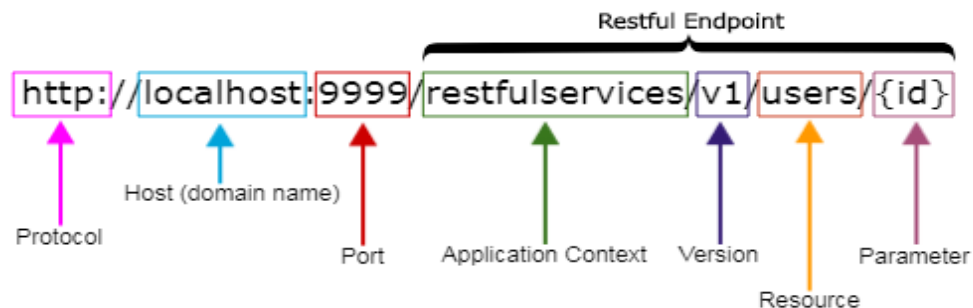 Restful Endpoint
http://localhost:9999/restfulservices/v1/users/{id}
Host (domain name)
Protocol
Port
Application Context
Version
Parameter
Resource